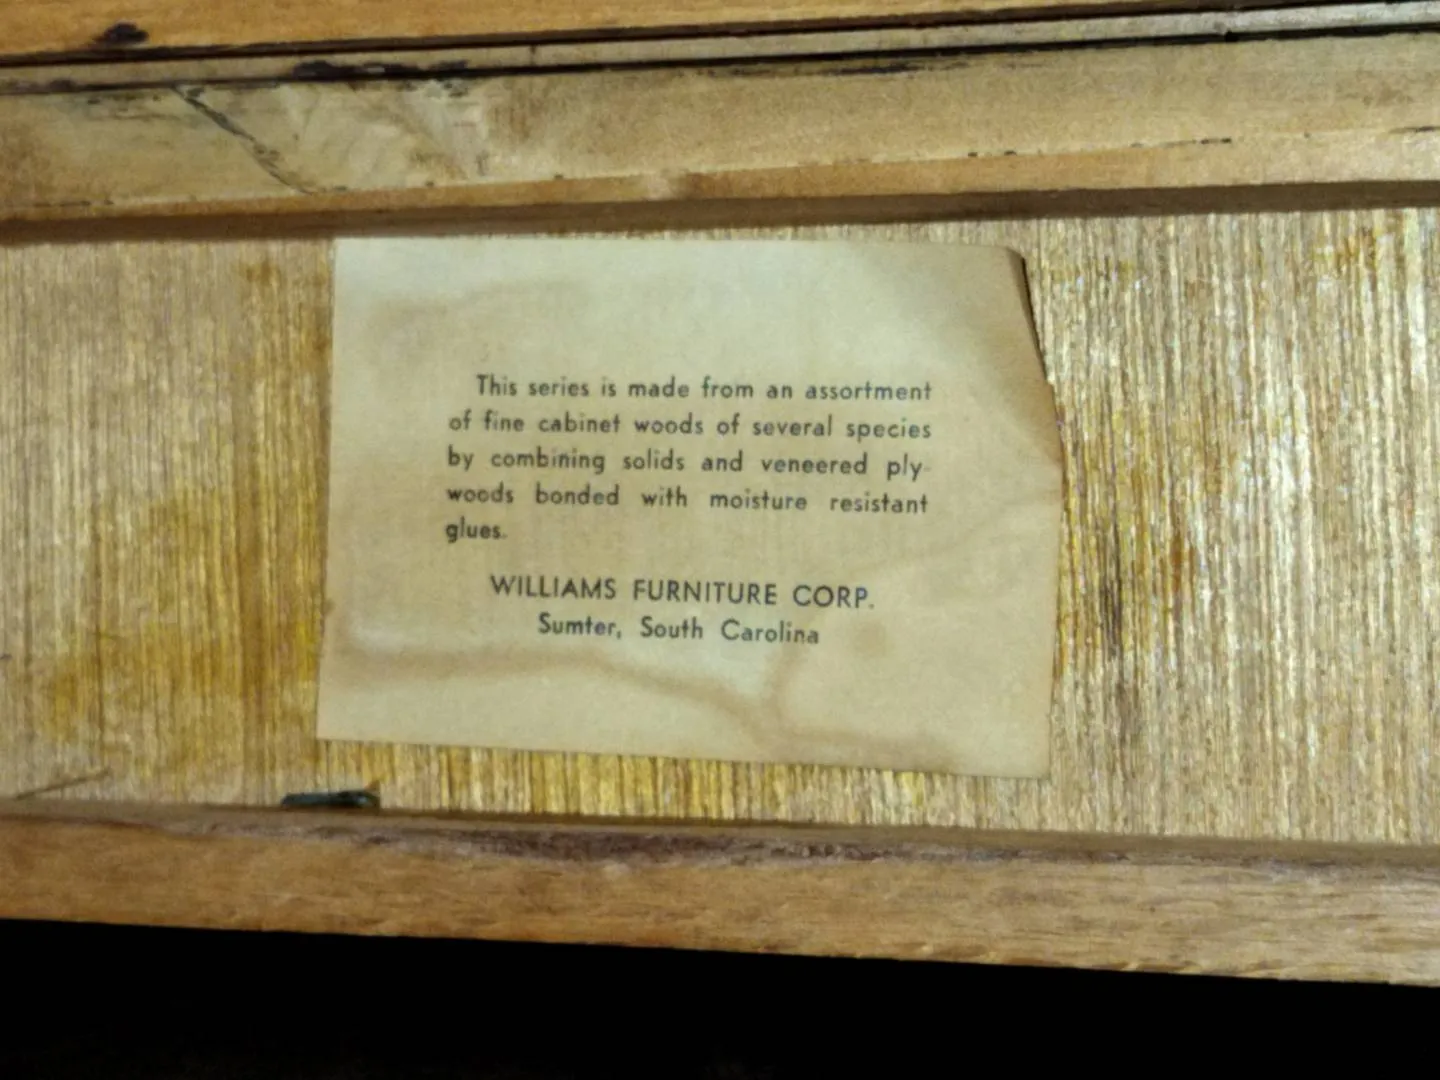 This series is made from an assortment
of fine cabinet woods of several species
by combining solids and veneered ply-
woods bonded with moisture resistant
glues.
WILLIAMS FURNITURE CORP.
Sumter, South Carolina